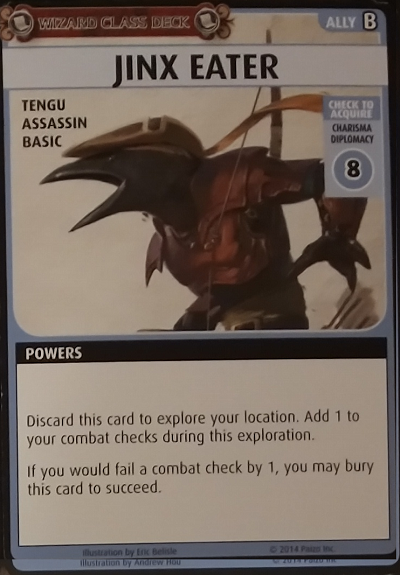 WIZARD CLASS DECK
ALLY B
JINX EATER
TENGU
ASSASSIN
BASIC
CHECK TO
ACQUIRE
CHARISMA
DIPLOMACY
8
POWERS
Discard this card to explore your location. Add 1 to
your combat checks during this exploration.
If you would fail a combat check by 1, you may bury
this card to succeed.
Illustration by Eric Belisle © 2014 Paizo Inc.
Illustration by Andrew Hou © 2014 Paizo Inc.